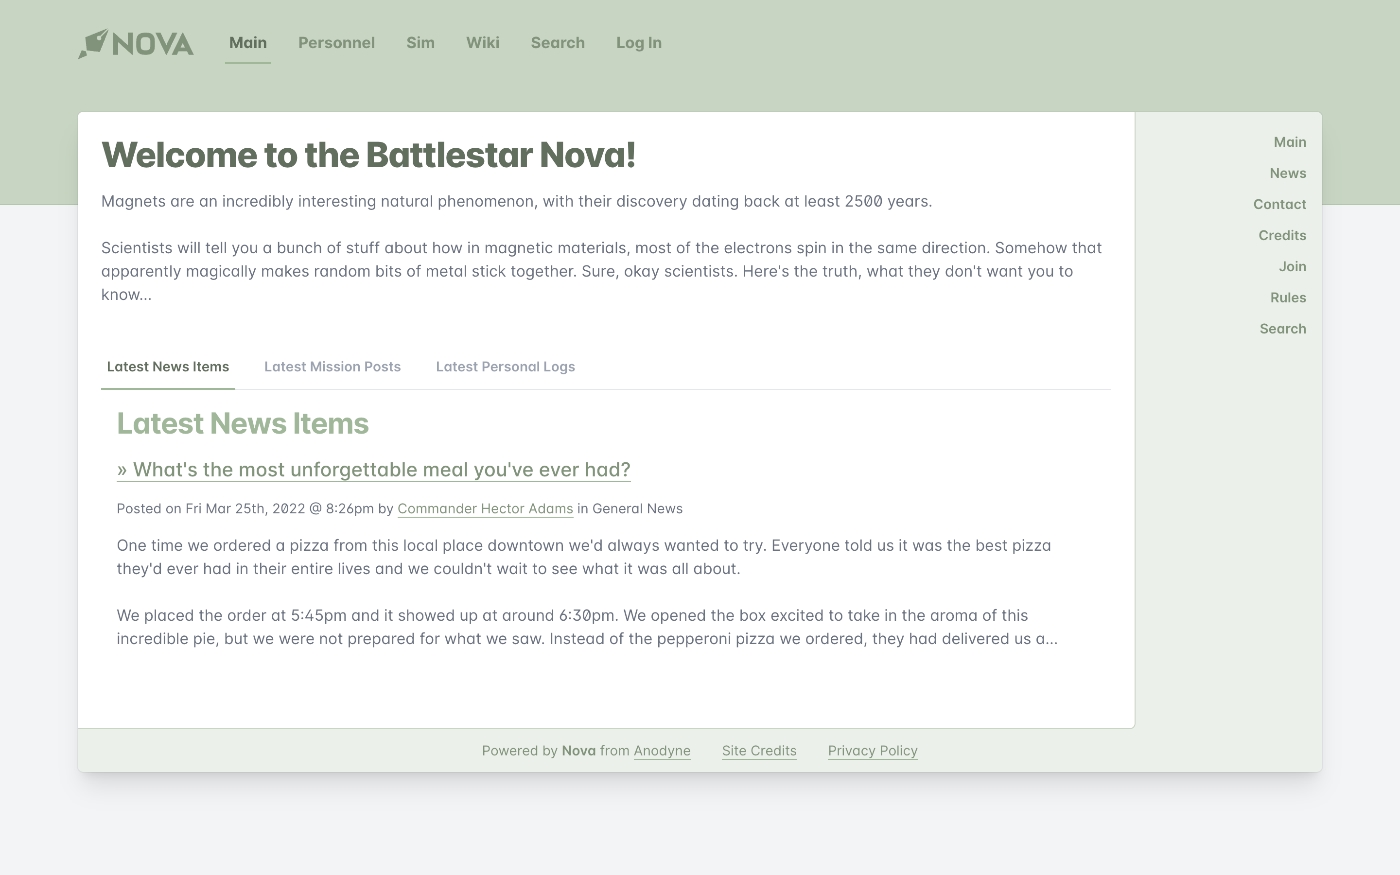 NOVA
Main
Personnel
Sim
Wiki
Search
Log In
Welcome to the Battlestar Nova!
Magnets are an incredibly interesting natural phenomenon, with their discovery dating back at least 2500 years.
Scientists will tell you a bunch of stuff about how in magnetic materials, most of the electrons spin in the same direction. Somehow that
apparently magically makes random bits of metal stick together. Sure, okay scientists. Here's the truth, what they don't want you to
know...
Latest News Items
Latest Mission Posts
Latest Personal Logs
Latest News Items
» What's the most unforgettable meal you've ever had?
Posted on Fri Mar 25th, 2022 @ 8:26pm by Commander Hector Adams in General News
One time we ordered a pizza from this local place downtown we'd always wanted to try. Everyone told us it was the best pizza
they'd ever had in their entire lives and we couldn't wait to see what it was all about.
We placed the order at 5:45pm and it showed up at around 6:30pm. We opened the box excited to take in the aroma of this
incredible pie, but we were not prepared for what we saw. Instead of the pepperoni pizza we ordered, they had delivered us a...
Main
News
Contact
Credits
Join
Rules
Search
Powered by Nova from Anodyne
Site Credits
Privacy Policy